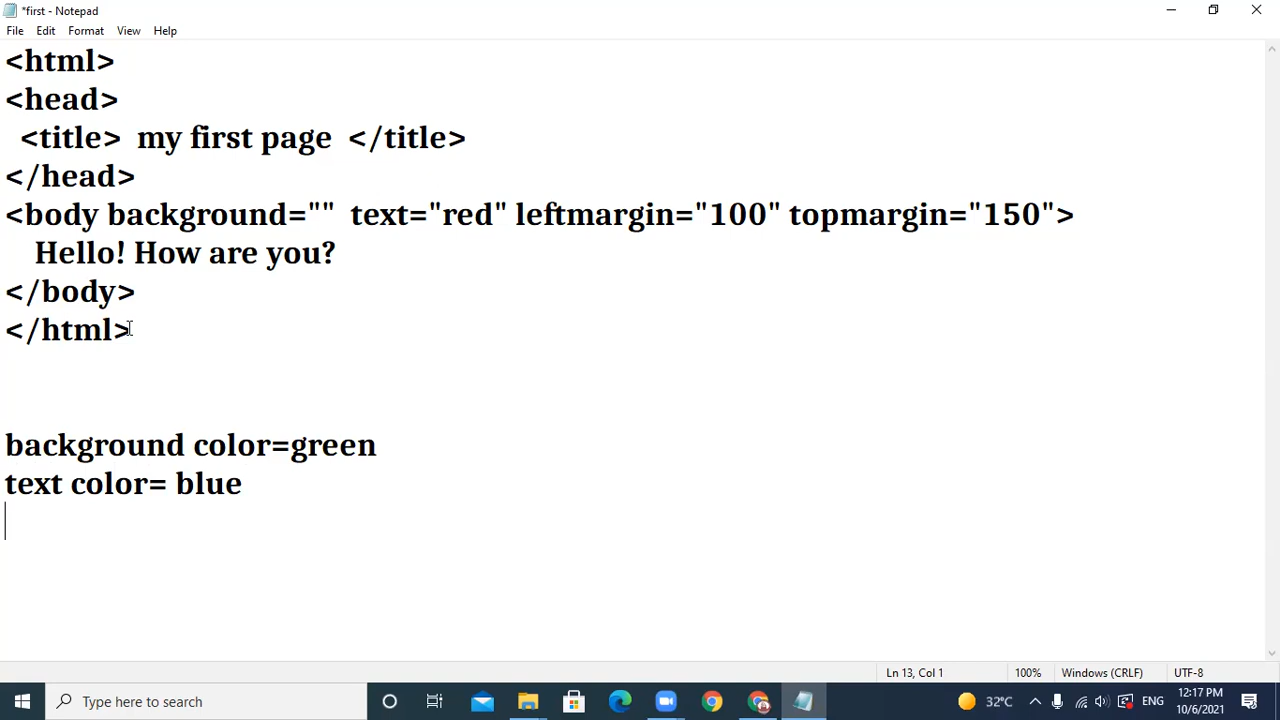 *first - Notepad
File Edit Format View Help
<html>
<head>
<title> my first page </title>
</head>
<body background="" text="red" leftmargin="100" topmargin="150">
Hello! How are you?
</body>
</html>
background color=green
text color= blue
Ln 13, Col 1 100% Windows (CRLF) UTF-8
Type here to search 32°C ENG 12:17 PM
10/6/2021